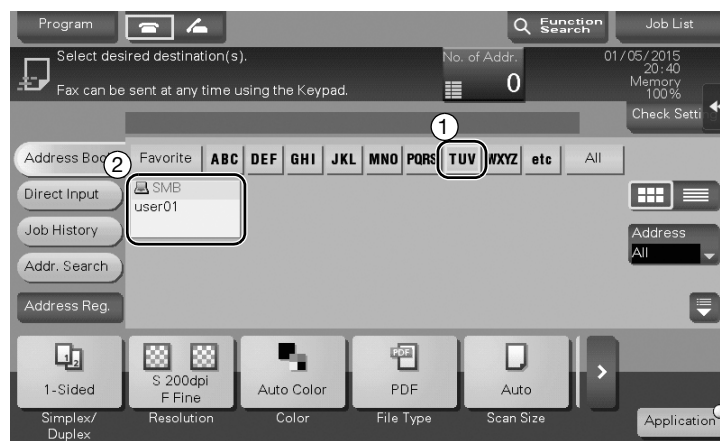 Program
Function
Search
Job List
Select desired destination(s).
No. of Addr.
01/05/2015
20:40
Fax can be sent at any time using the Keypad.
0
Memory
100%
Check Setti
1
Address Boo
2
Favorite ABC DEF GHI JKL MNO PQRS TUV WXYZ etc All
SMB
user01
Direct Input
Job History
Address
All
Addr. Search
Address Reg.
1 2
PDF
1-Sided
S 200dpi
F Fine
Auto Color
PDF
Auto
Simplex/
Duplex
Resolution
Color
File Type
Scan Size
Application